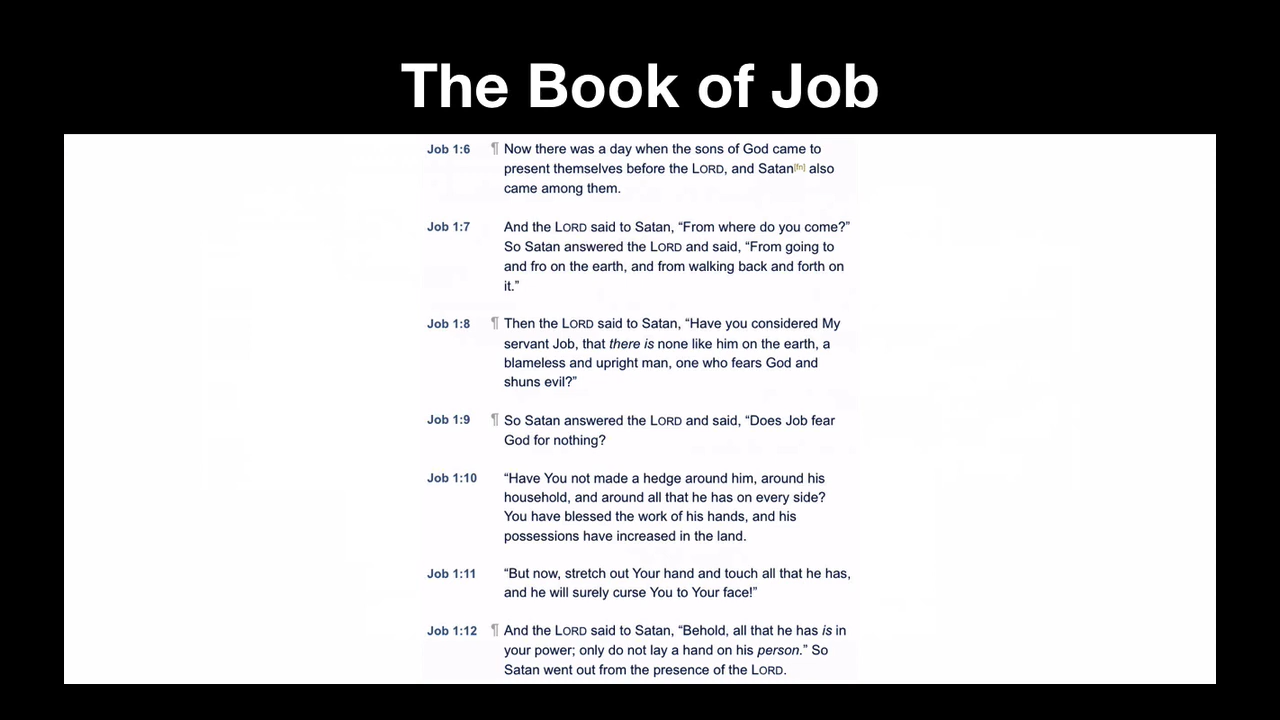 The Book of Job
Job 1:6 ¶ Now there was a day when the sons of God came to
present themselves before the LORD, and Satan[fn] also
came among them.
Job 1:7 And the LORD said to Satan, “From where do you come?”
So Satan answered the LORD and said, “From going to
and fro on the earth, and from walking back and forth on
it.”
Job 1:8 ¶ Then the LORD said to Satan, “Have you considered My
servant Job, that there is none like him on the earth, a
blameless and upright man, one who fears God and
shuns evil?”
Job 1:9 ¶ So Satan answered the LORD and said, “Does Job fear
God for nothing?
Job 1:10 “Have You not made a hedge around him, around his
household, and around all that he has on every side?
You have blessed the work of his hands, and his
possessions have increased in the land.
Job 1:11 “But now, stretch out Your hand and touch all that he has,
and he will surely curse You to Your face!”
Job 1:12 ¶ And the LORD said to Satan, “Behold, all that he has is in
your power; only do not lay a hand on his person.” So
Satan went out from the presence of the LORD.